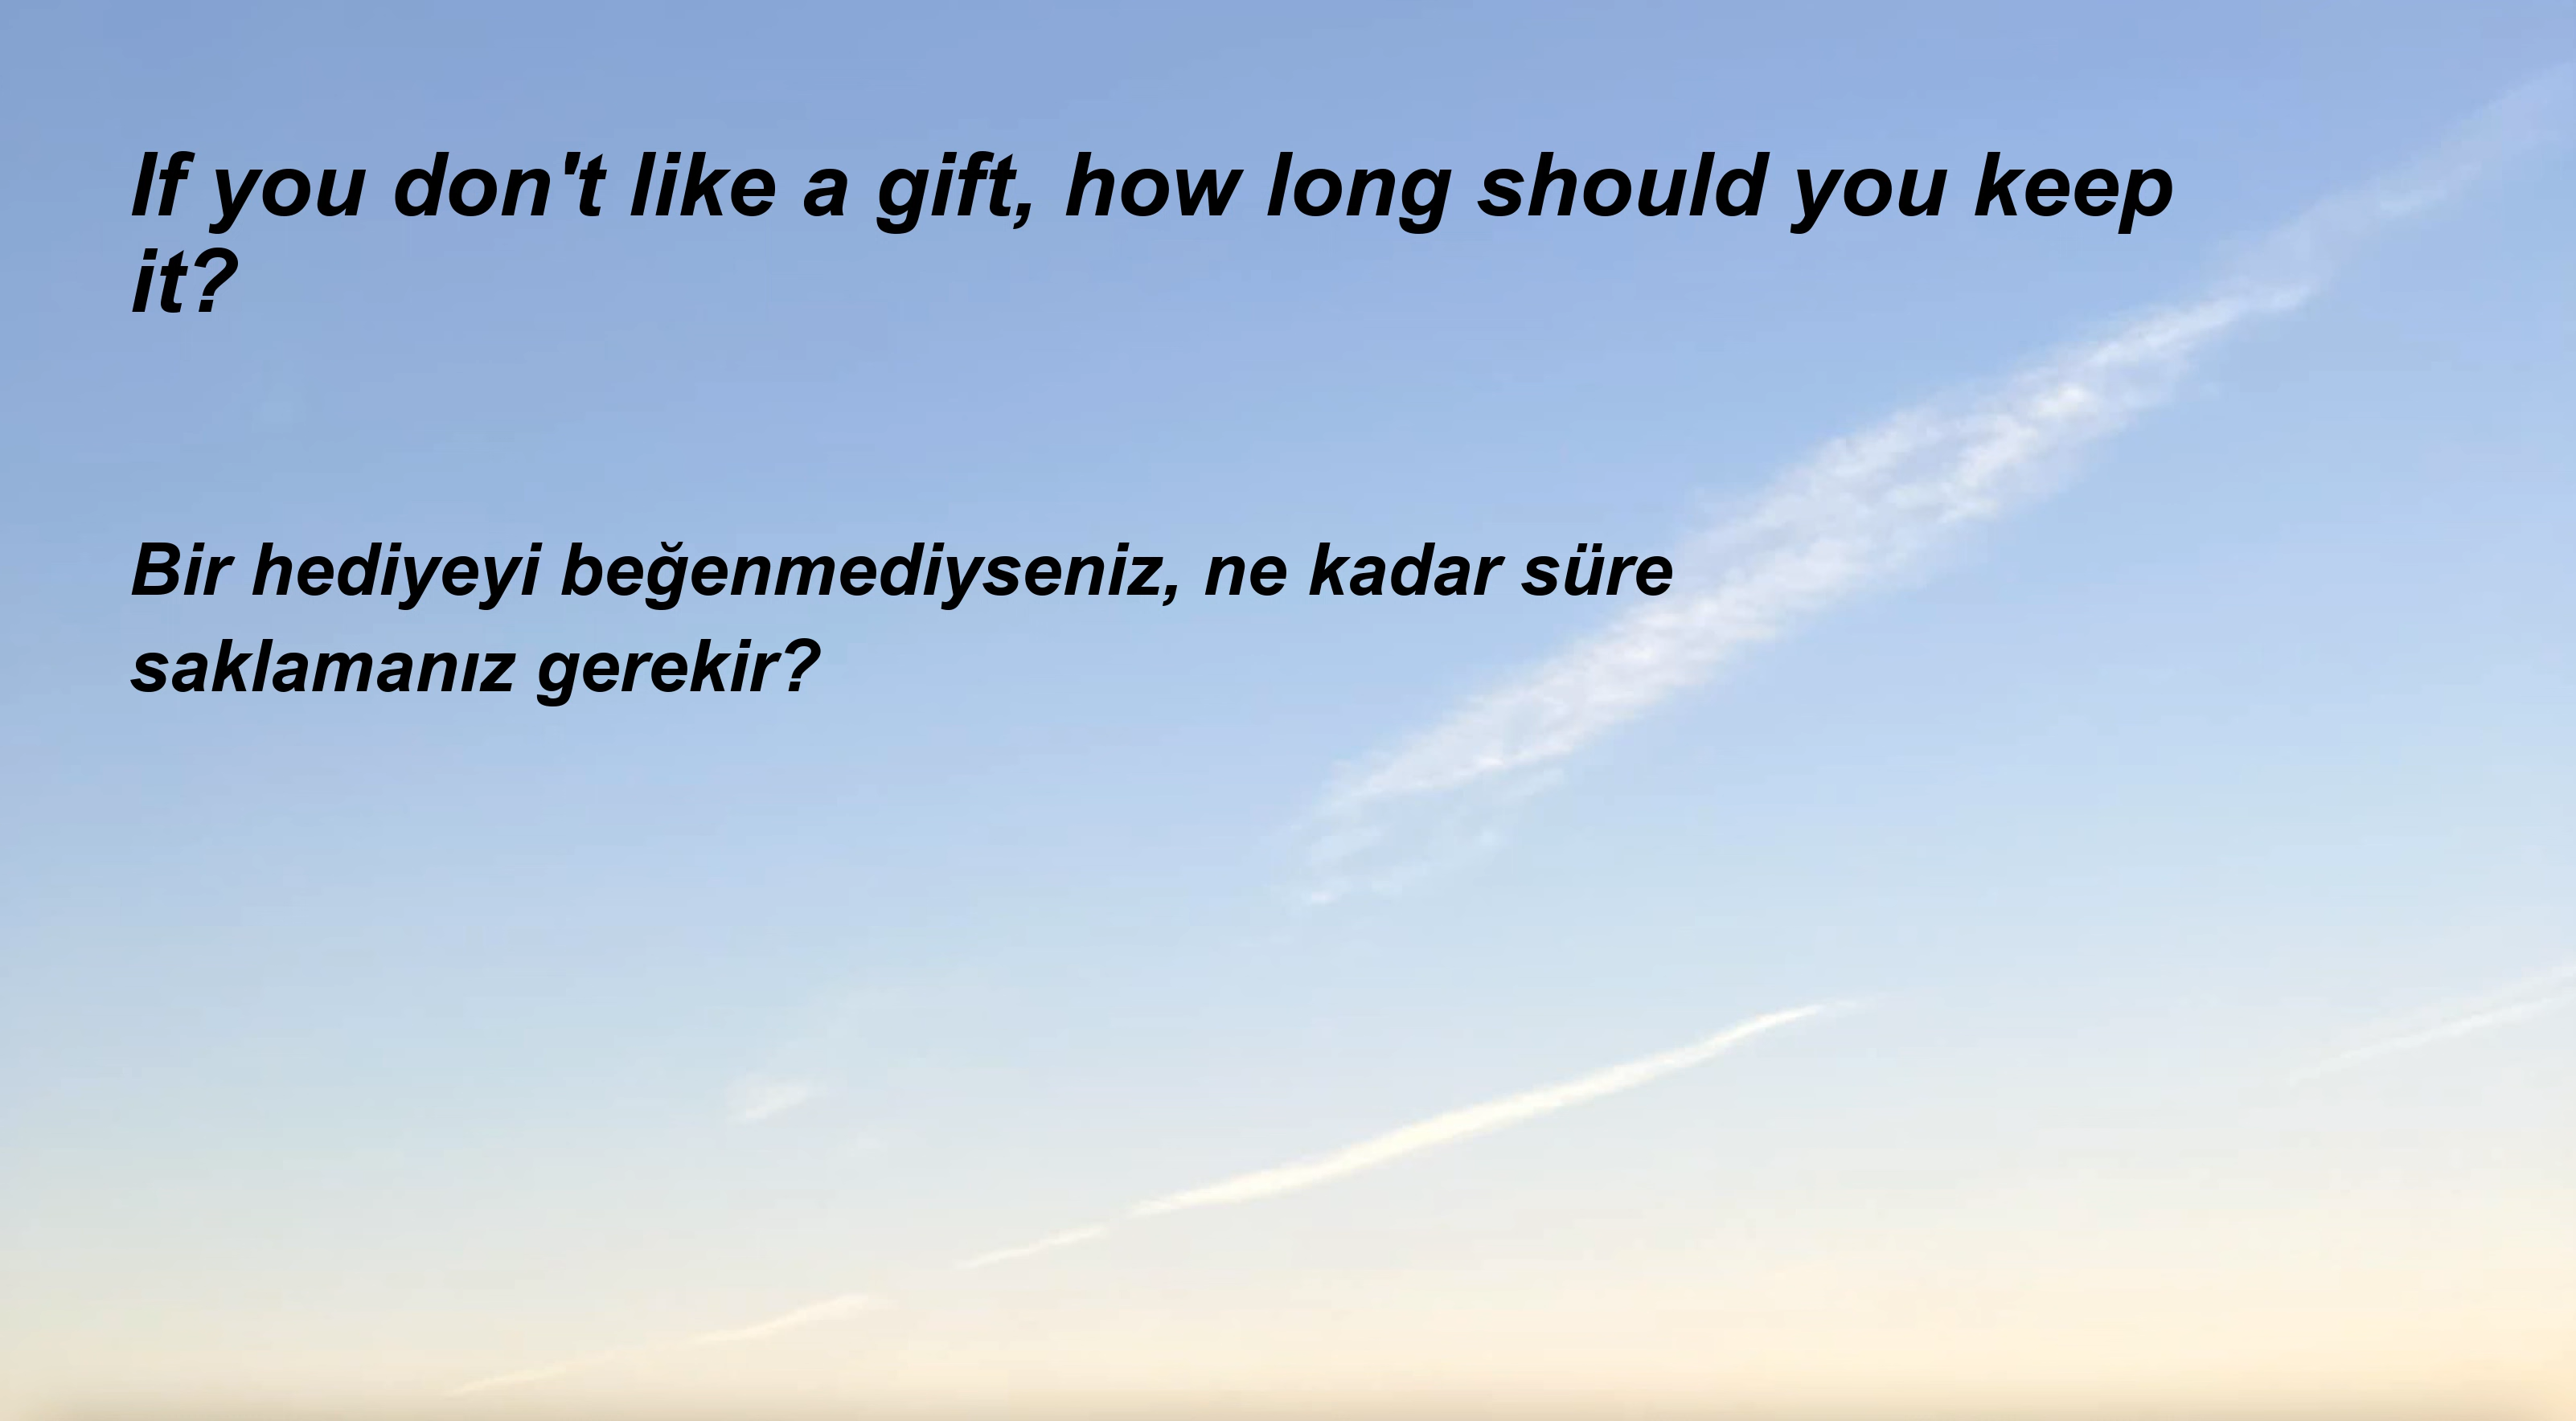 If you don't like a gift, how long should you keep
it?
Bir hediyeyi beğenmediyseniz, ne kadar süre
saklamanız gerekir?